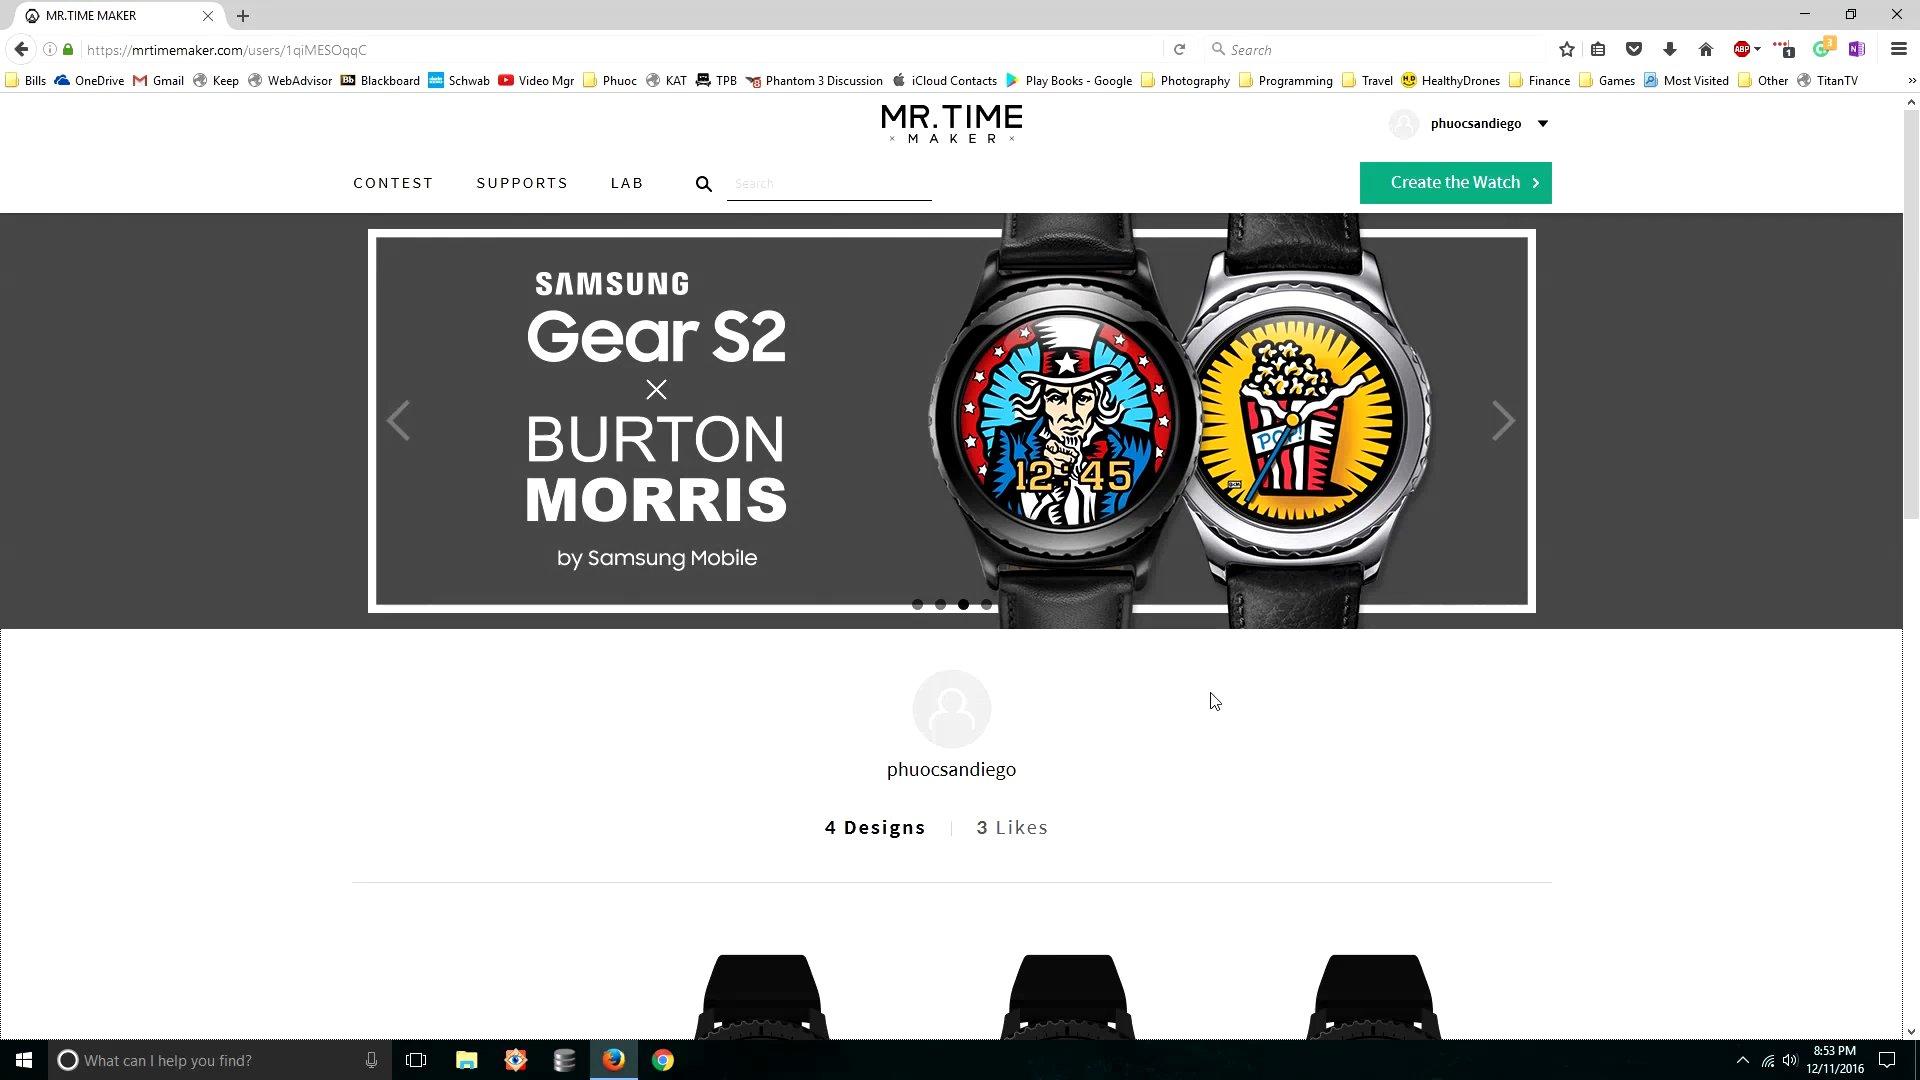 MR.TIME MAKER
https://mrtimemaker.com/users/1qiMESOqqC
Search
ABP
1
3
N
Bills
OneDrive
Gmail
Keep
WebAdvisor
Bb
Blackboard
Schwab
Video Mgr
Phuoc
KAT
TPB
Phantom 3 Discussion
iCloud Contacts
Play Books - Google
Photography
Programming
Travel
HealthyDrones
Finance
Games
Most Visited
Other
TitanTV
MR.TIME
MAKER
phuocsandiego
CONTEST
SUPPORTS
LAB
Search
Create the Watch
SAMSUNG
Gear S2
×
BURTON
MORRIS
by Samsung Mobile
12:45
POP!
phuocsandiego
4 Designs
3 Likes
What can I help you find?
8:53 PM
12/11/2016